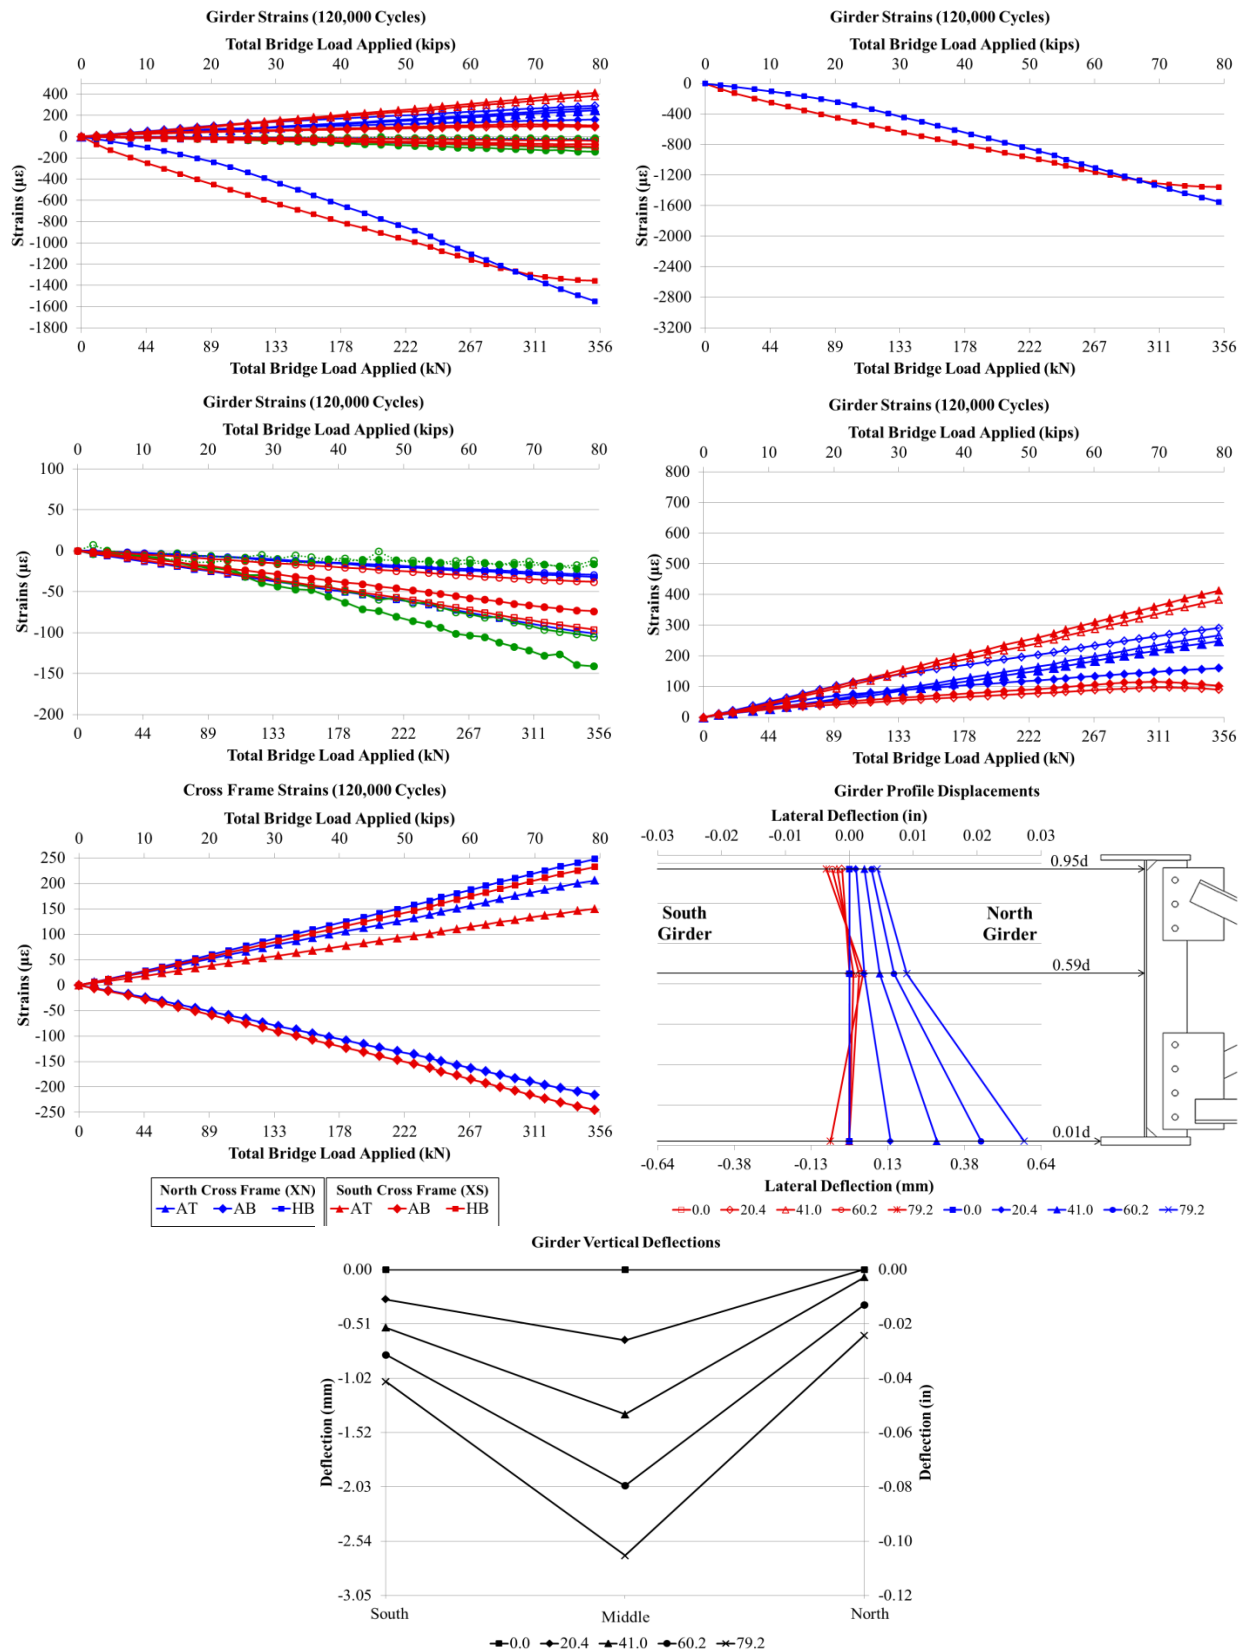 Girder Strains (120,000 Cycles)
Total Bridge Load Applied (kips)
0 10 20 30 40 50 60 70 80
400
200
0
-200
-400
-600
-800
-1000
-1200
-1400
-1600
-1800
Strains (με)
0 44 89 133 178 222 267 311 356
Total Bridge Load Applied (kN)
Girder Strains (120,000 Cycles)
Total Bridge Load Applied (kips)
0 10 20 30 40 50 60 70 80
0
-400
-800
-1200
-1600
-2000
-2400
-2800
-3200
Strains (με)
0 44 89 133 178 222 267 311 356
Total Bridge Load Applied (kN)
Girder Strains (120,000 Cycles)
Total Bridge Load Applied (kips)
0 10 20 30 40 50 60 70 80
100
50
0
-50
-100
-150
-200
Strains (με)
0 44 89 133 178 222 267 311 356
Total Bridge Load Applied (kN)
Girder Strains (120,000 Cycles)
Total Bridge Load Applied (kips)
0 10 20 30 40 50 60 70 80
800
700
600
500
400
300
200
100
0
Strains (με)
0 44 89 133 178 222 267 311 356
Total Bridge Load Applied (kN)
Cross Frame Strains (120,000 Cycles)
Total Bridge Load Applied (kips)
0 10 20 30 40 50 60 70 80
250
200
150
100
50
0
-50
-100
-150
-200
-250
Strains (με)
0 44 89 133 178 222 267 311 356
Total Bridge Load Applied (kN)
North Cross Frame (XN) South Cross Frame (XS)
AT AB HB AT AB HB
Girder Profile Displacements
Lateral Deflection (in)
-0.03 -0.02 -0.01 0.00 0.01 0.02 0.03
0.95d
South Girder
North Girder
0.59d
0.01d
-0.64 -0.38 -0.13 0.13 0.38 0.64
Lateral Deflection (mm)
0.0 20.4 41.0 60.2 79.2 0.0 20.4 41.0 60.2 79.2
Girder Vertical Deflections
0.00
-0.51
-1.02
-1.52
-2.03
-2.54
-3.05
Deflection (mm)
0.00
-0.02
-0.04
-0.06
-0.08
-0.10
-0.12
Deflection (in)
South Middle North
0.0 20.4 41.0 60.2 79.2